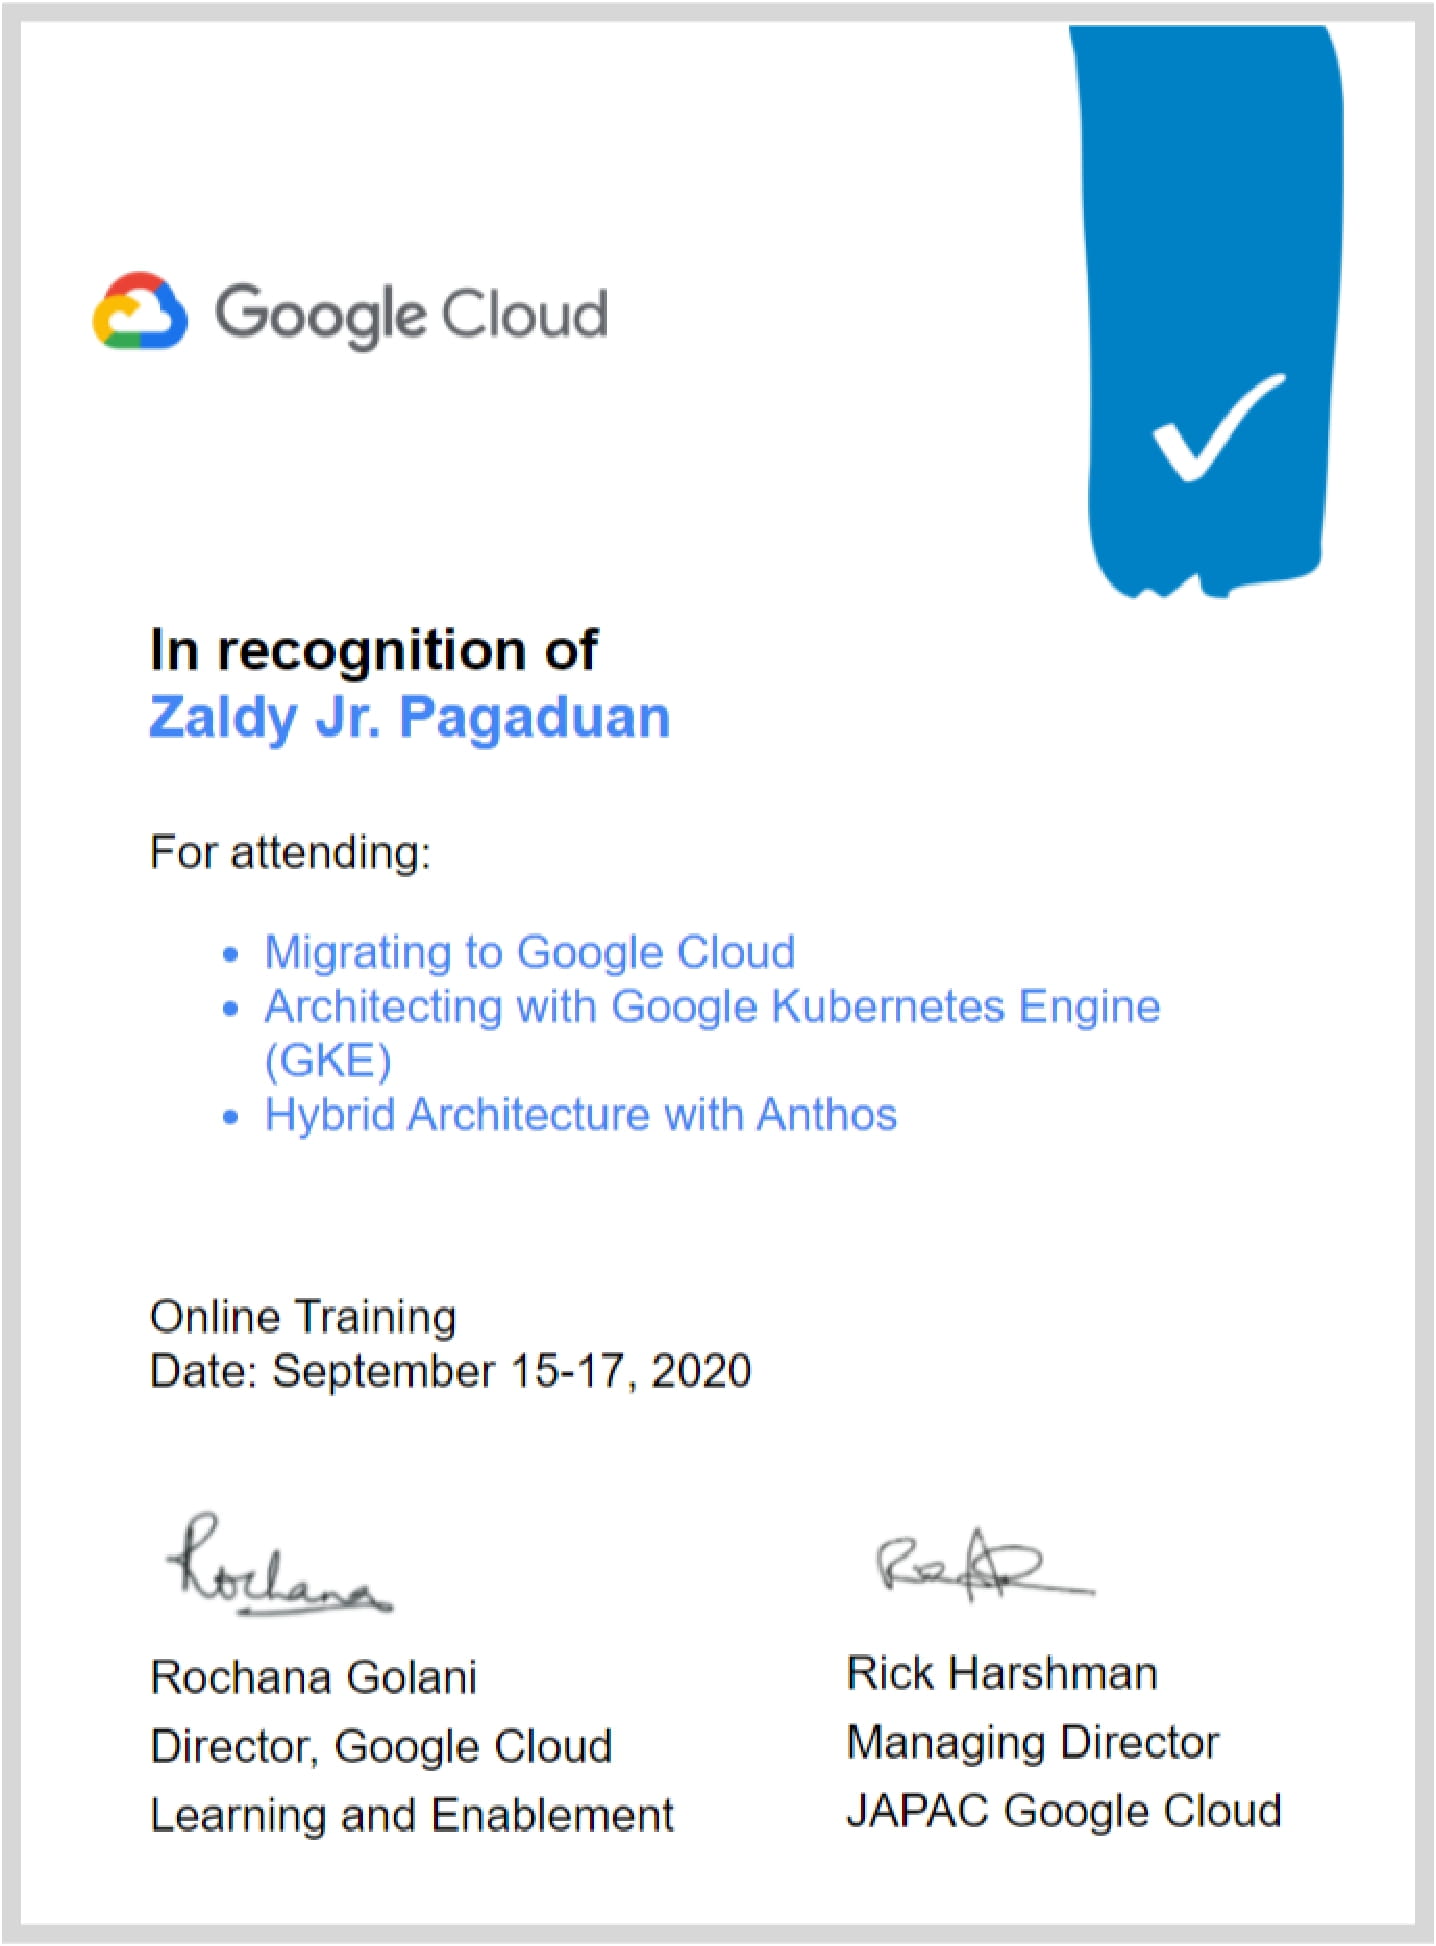 Google Cloud
In recognition of
Zaldy Jr. Pagaduan
For attending:
• Migrating to Google Cloud
• Architecting with Google Kubernetes Engine
(GKE)
• Hybrid Architecture with Anthos
Online Training
Date: September 15-17, 2020
Rochana
Rochana Golani
Director, Google Cloud
Learning and Enablement
Rick Harshman
Managing Director
JAPAC Google Cloud